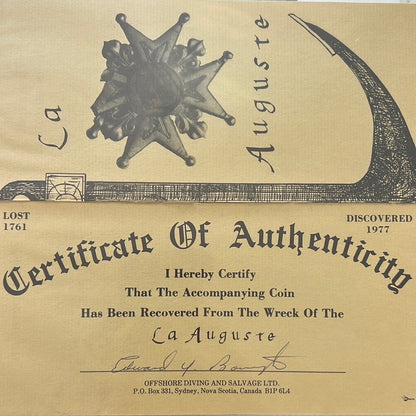 La Auguste
LOST
1761
DISCOVERED
1977
Certificate Of Authenticity
I Hereby Certify
That The Accompanying Coin
Has Been Recovered From The Wreck Of The
La Auguste
OFFSHORE DIVING AND SALVAGE LTD.
P.O. Box 331, Sydney, Nova Scotia, Canada B1P 6L4